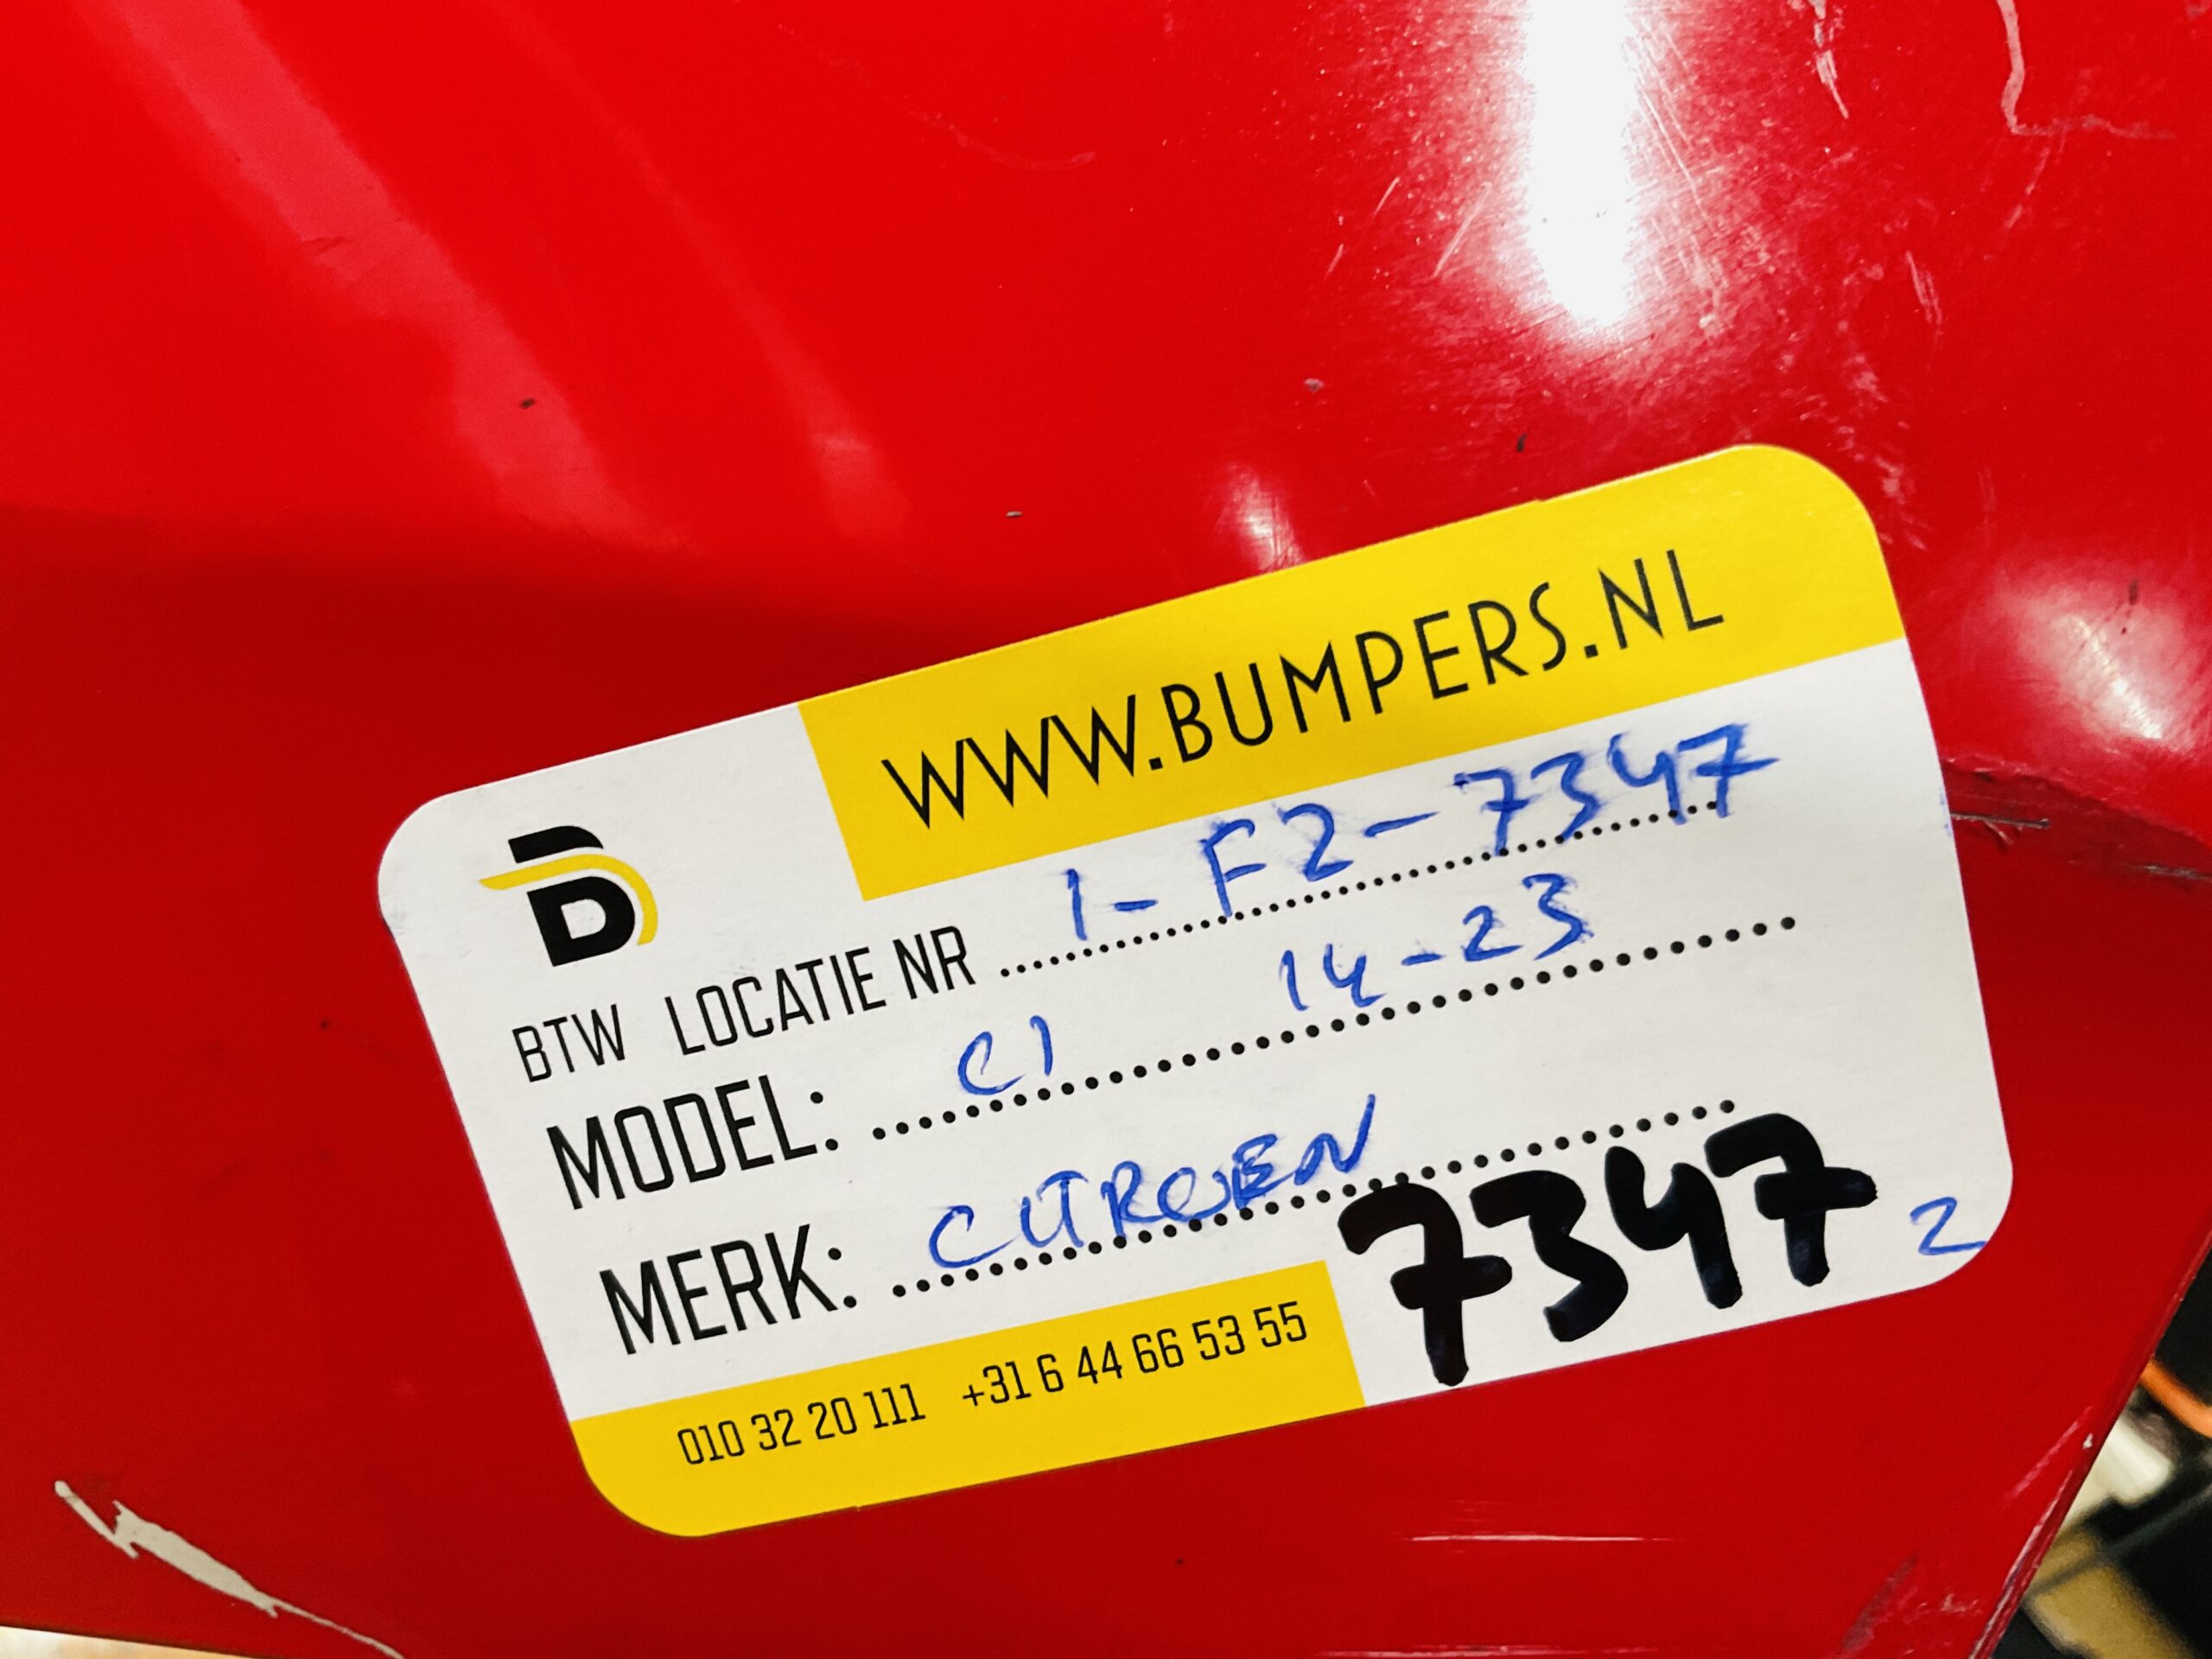 WWW.BUMPERS.NL
B
BTW LOCATIE NR 1-F2-7347
MODEL: C1 14-23
MERK: CITROEN
7347 2
010 32 20 111 +31 6 44 66 53 55